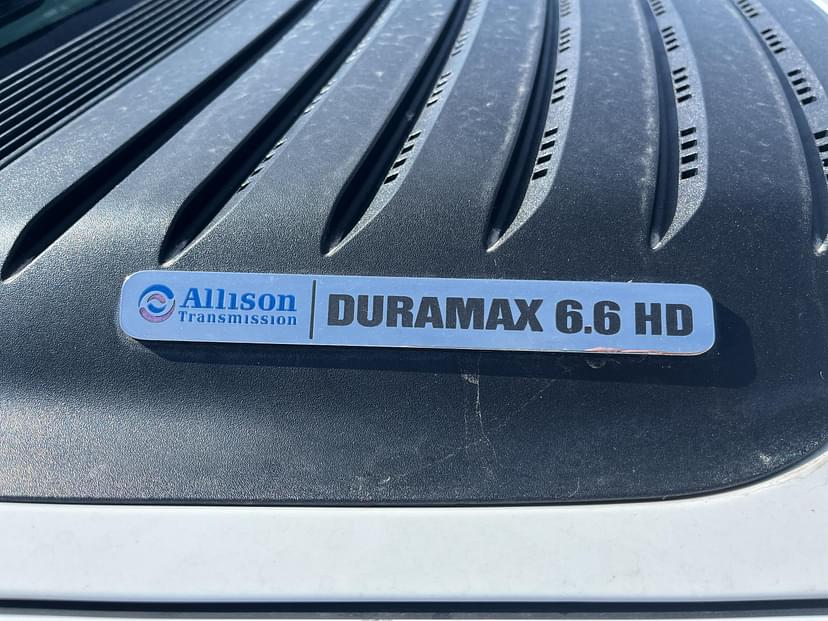 Allison
Transmission
DURAMAX 6.6 HD